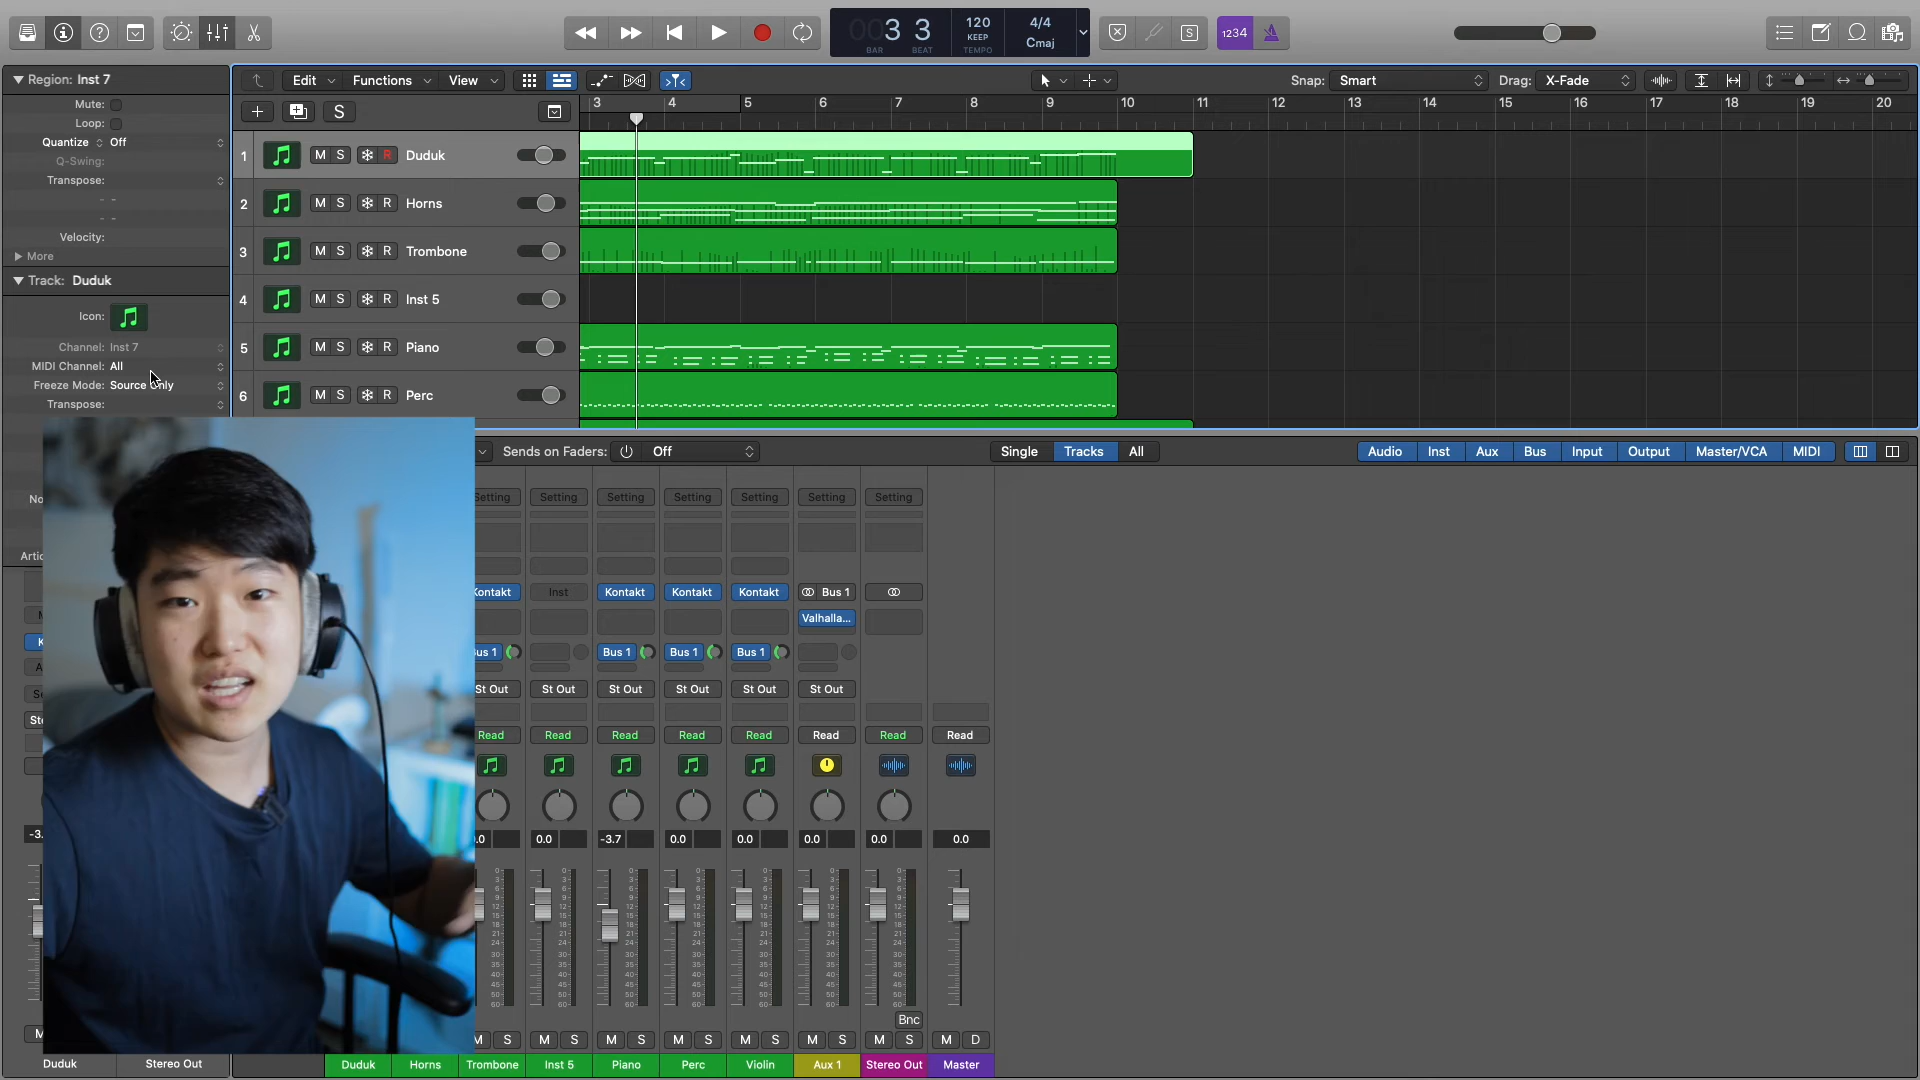 003 3
BAR BEAT
120
KEEP
TEMPO
4/4
Cmaj
1234
Region: Inst 7
Edit Functions View
Snap: Smart
Drag: X-Fade
Mute:
Loop:
Quantize Off
Q-Swing:
Transpose:
Velocity:
More
Track: Duduk
Icon:
Channel: Inst 7
MIDI Channel: All
Freeze Mode: Source Only
Transpose:
S
3 4 5 6 7 8 9 10 11 12 13 14 15 16 17 18 19 20
1 M S R Duduk
2 M S R Horns
3 M S R Trombone
4 M S R Inst 5
5 M S R Piano
6 M S R Perc
Sends on Faders: Off
Single Tracks All
Audio Inst Aux Bus Input Output Master/VCA MIDI
Setting Setting Setting Setting Setting Setting Setting
Kontakt Inst Kontakt Kontakt Kontakt Bus 1
Valhalla...
Bus 1 Bus 1 Bus 1 Bus 1
St Out St Out St Out St Out St Out St Out
Read Read Read Read Read Read Read Read
0.0 0.0 -3.7 0.0 0.0 0.0 0.0 0.0
Bnc
M S M S M S M S M S M S M S M D
Duduk Stereo Out
Duduk Horns Trombone Inst 5 Piano Perc Violin Aux 1 Stereo Out Master